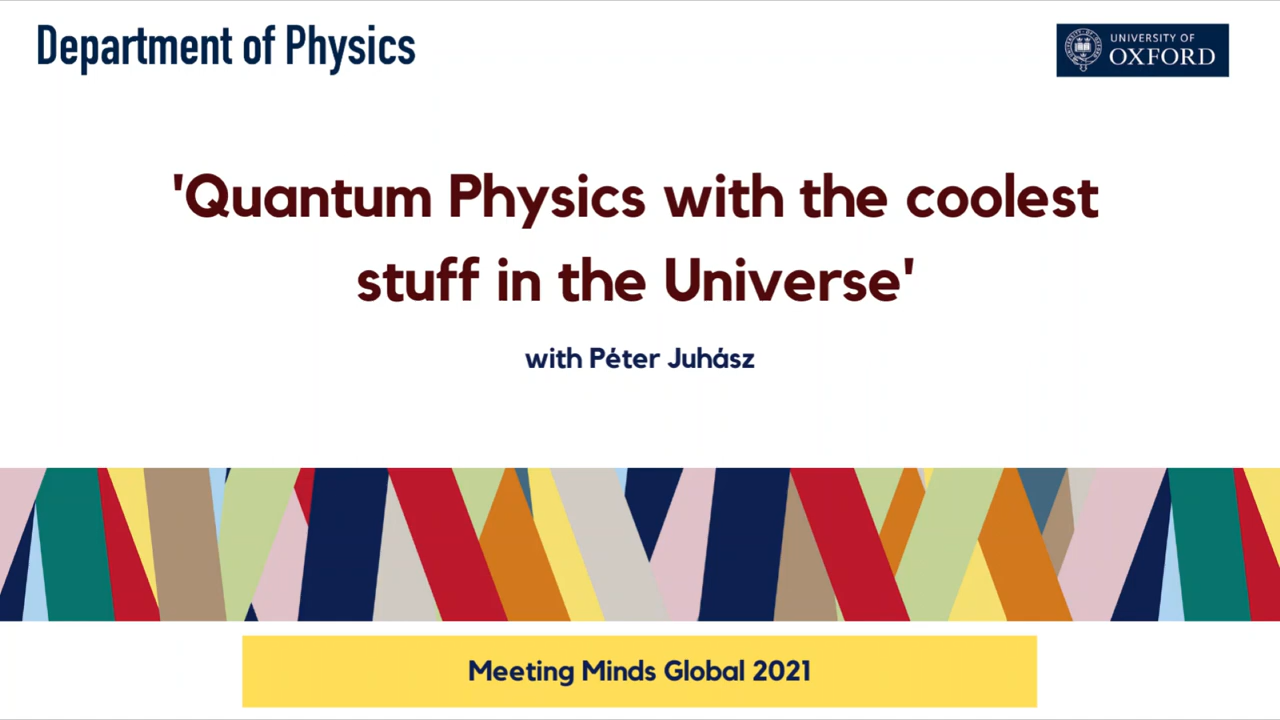 Department of Physics
UNIVERSITY OF
OXFORD
'Quantum Physics with the coolest
stuff in the Universe'
with Péter Juhász
Meeting Minds Global 2021